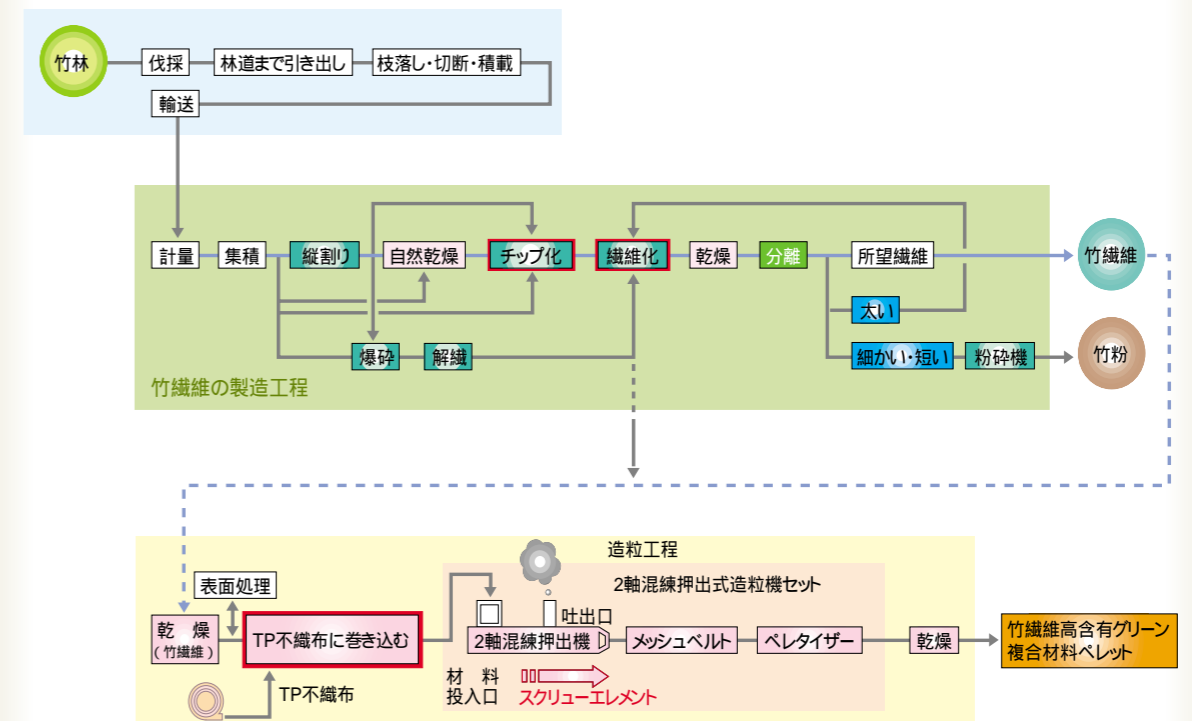 竹林
伐採
林道まで引き出し
枝落し・切断・積載
輸送
計量
集積
縦割り
自然乾燥
チップ化
繊維化
乾燥
分離
所望繊維
竹繊維
太い
爆砕
解繊
細かい・短い
粉砕機
竹粉
竹繊維の製造工程
造粒工程
2軸混練押出式造粒機セット
表面処理
吐出口
乾 燥
（竹繊維）
TP不織布に巻き込む
2軸混練押出機
メッシュベルト
ペレタイザー
乾燥
竹繊維高含有グリーン
複合材料ペレット
材 料
投入口
スクリューエレメント
TP不織布